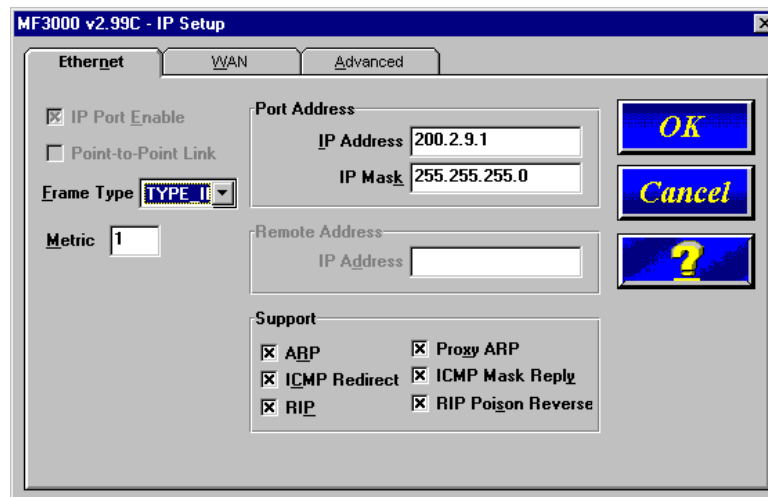 MF3000 v2.99C - IP Setup
Ethernet
WAN
Advanced
IP Port Enable
Point-to-Point Link
Frame Type TYPE_II
Metric 1
Port Address
IP Address 200.2.9.1
IP Mask 255.255.255.0
Remote Address
IP Address
Support
ARP
Proxy ARP
ICMP Redirect
ICMP Mask Reply
RIP
RIP Poison Reverse
OK
Cancel
?